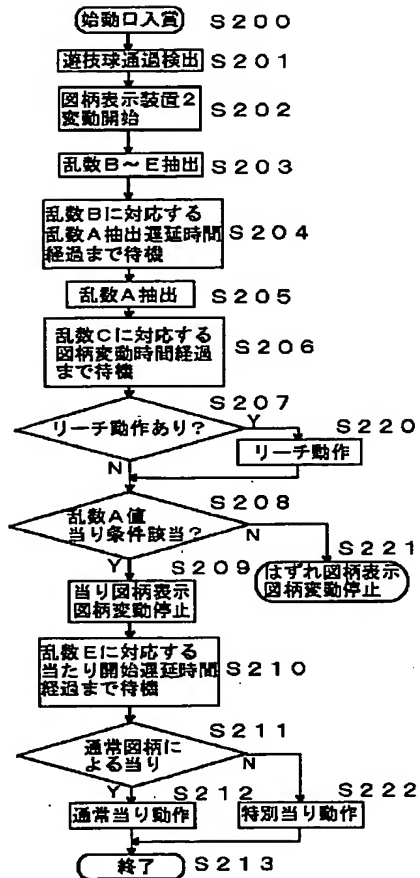 始動口入賞 S200
遊技球通過検出 S201
図柄表示装置2
変動開始 S202
乱数B～E抽出 S203
乱数Bに対応する
乱数A抽出遅延時間
経過まで待機 S204
乱数A抽出 S205
乱数Cに対応する
図柄変動時間経過
まで待機 S206
S207
リーチ動作あり？
Y
N
S220
リーチ動作
S208
乱数A値
当り条件該当？
N
Y
S221
はずれ図柄表示
図柄変動停止
S209
当り図柄表示
図柄変動停止
乱数Eに対応する
当たり開始遅延時間
経過まで待機 S210
S211
通常図柄に
よる当り
N
Y
S212
通常当り動作
S222
特別当り動作
終了 S213